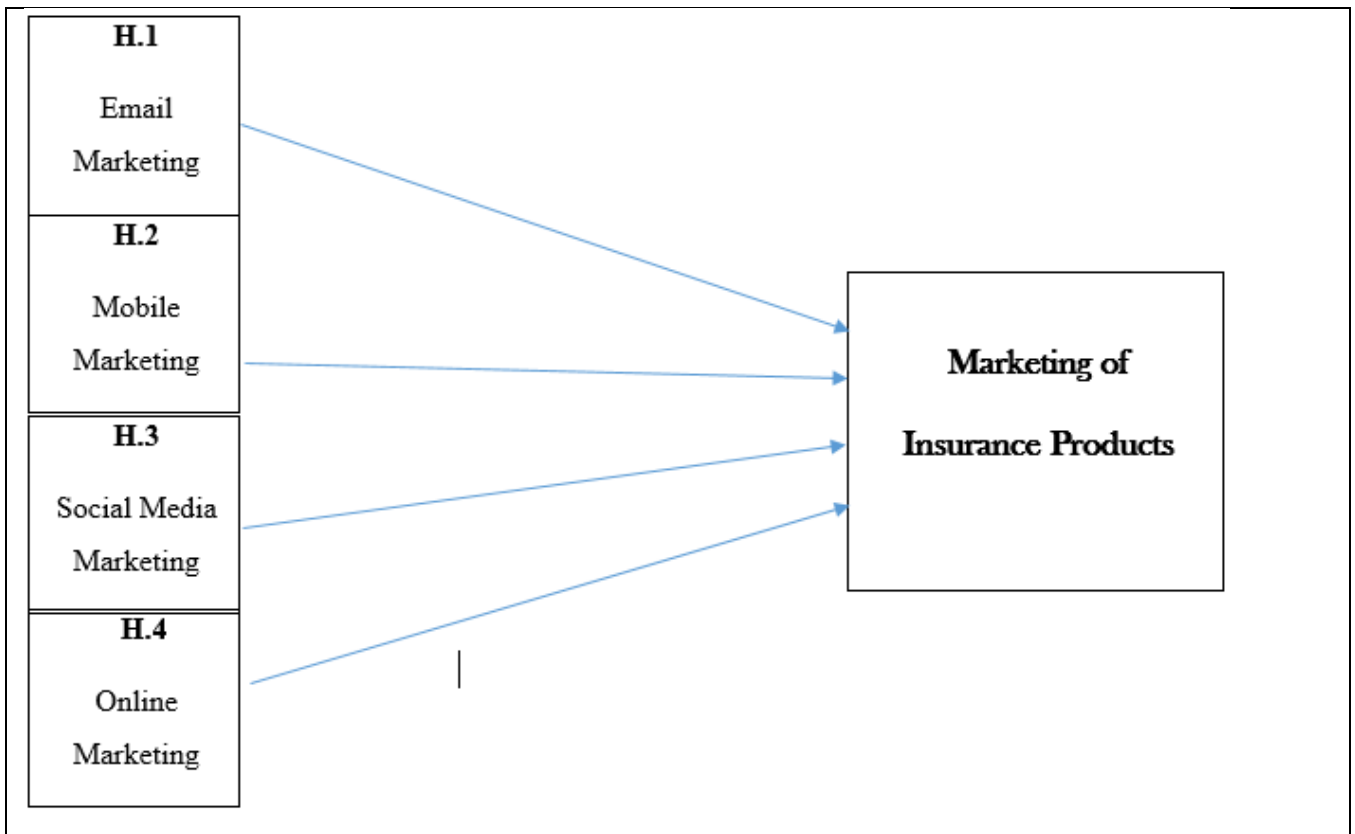 H.1
Email
Marketing
H.2
Mobile
Marketing
H.3
Social Media
Marketing
H.4
Online
Marketing
Marketing of
Insurance Products